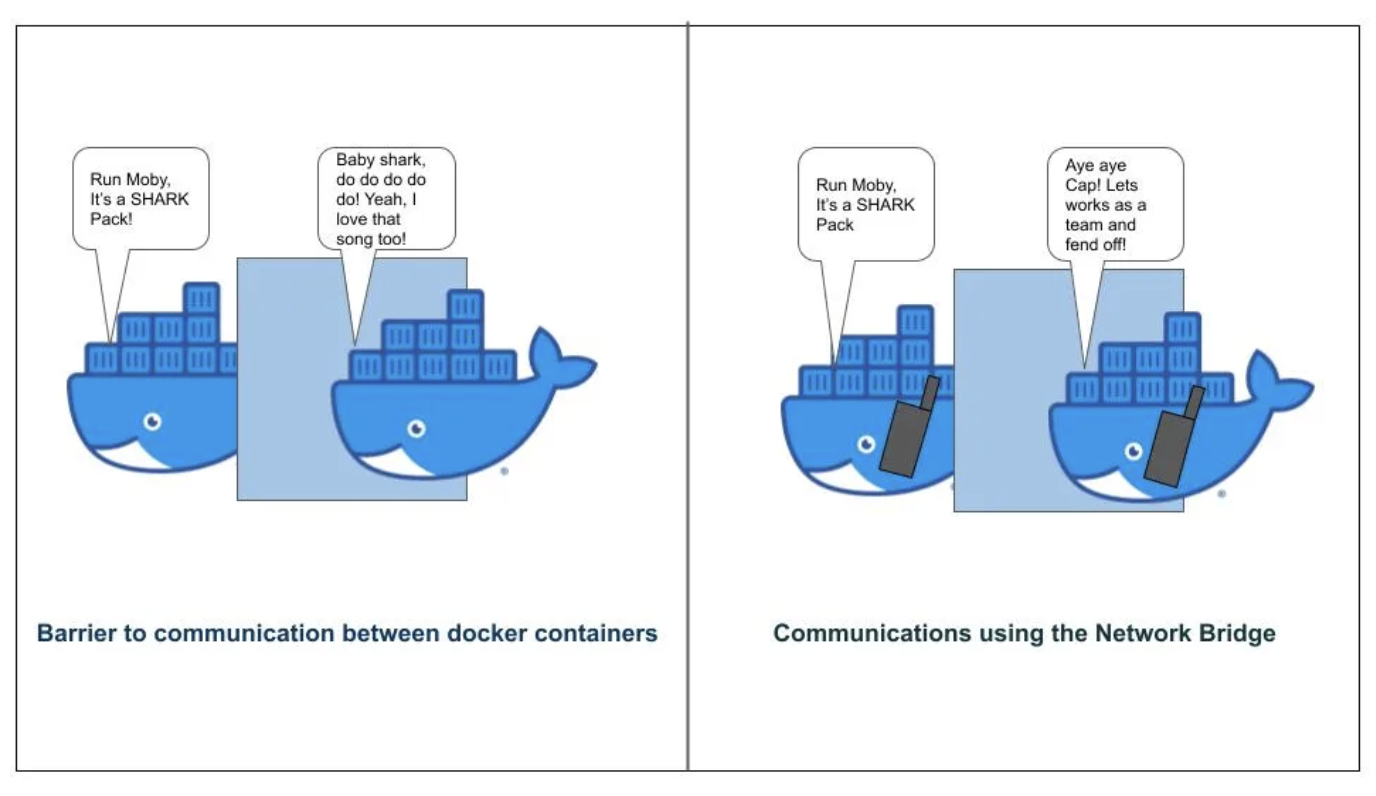 Run Moby,
It's a SHARK
Pack!
Baby shark,
do do do do
do! Yeah, I
love that
song too!
Barrier to communication between docker containers
Run Moby,
It's a SHARK
Pack
Aye aye
Cap! Lets
works as a
team and
fend off!
Communications using the Network Bridge